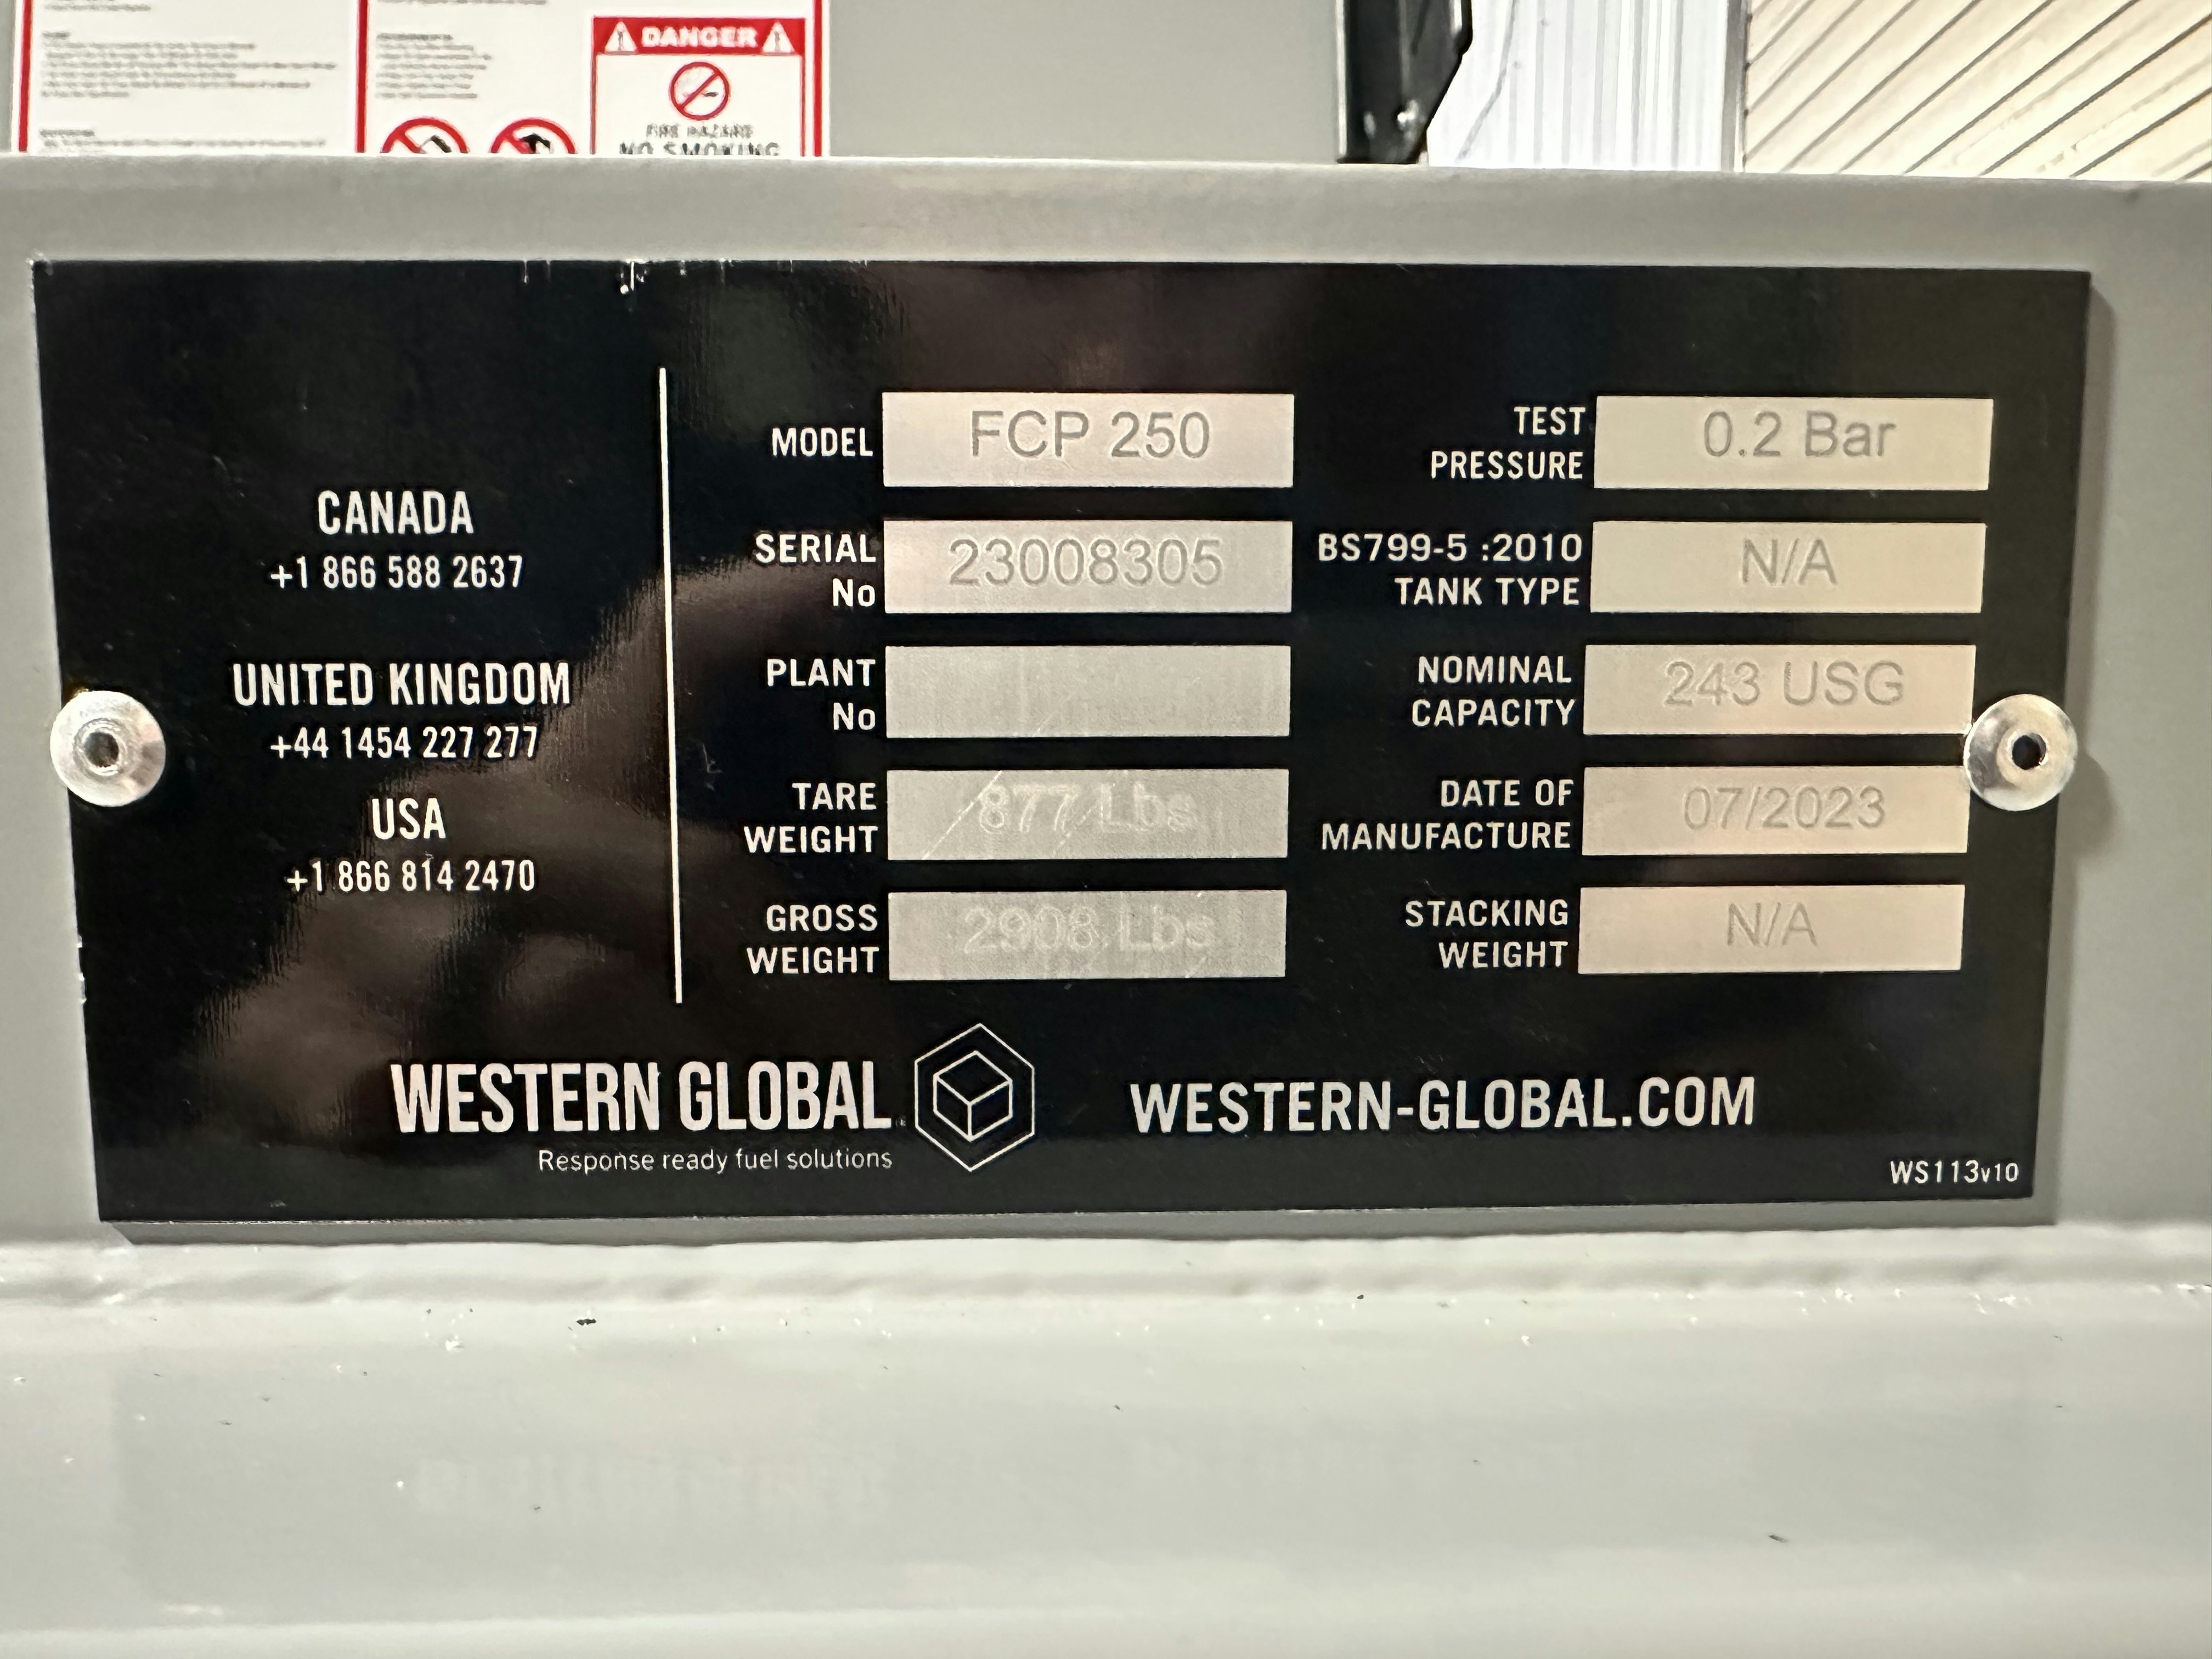 DANGER
FIRE HAZARD
NO SMOKING
CANADA
+1 866 588 2637
UNITED KINGDOM
+44 1454 227 277
USA
+1 866 814 2470
MODEL FCP 250
SERIAL
No 23008305
PLANT
No
TARE
WEIGHT 877 Lbs
GROSS
WEIGHT 2908 Lbs
TEST
PRESSURE 0.2 Bar
BS799-5 :2010
TANK TYPE N/A
NOMINAL
CAPACITY 243 USG
DATE OF
MANUFACTURE 07/2023
STACKING
WEIGHT N/A
WESTERN GLOBAL
Response ready fuel solutions
WESTERN-GLOBAL.COM
WS113v10